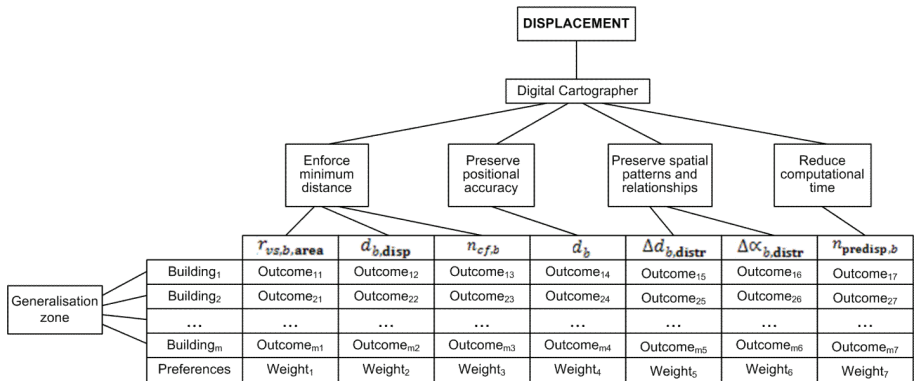 DISPLACEMENT
Digital Cartographer
Enforce
minimum
distance
Preserve
positional
accuracy
Preserve spatial
patterns and
relationships
Reduce
computational
time
r_vs,b,area d_b,disp n_cf,b d_b Δd_b,distr Δ∝_b,distr n_predisp,b
Generalisation
zone
Building₁ Outcome₁₁ Outcome₁₂ Outcome₁₃ Outcome₁₄ Outcome₁₅ Outcome₁₆ Outcome₁₇
Building₂ Outcome₂₁ Outcome₂₂ Outcome₂₃ Outcome₂₄ Outcome₂₅ Outcome₂₆ Outcome₂₇
... ... ... ... ... ... ... ...
Buildingₘ Outcomeₘ₁ Outcomeₘ₂ Outcomeₘ₃ Outcomeₘ₄ Outcomeₘ₅ Outcomeₘ₆ Outcomeₘ₇
Preferences Weight₁ Weight₂ Weight₃ Weight₄ Weight₅ Weight₆ Weight₇